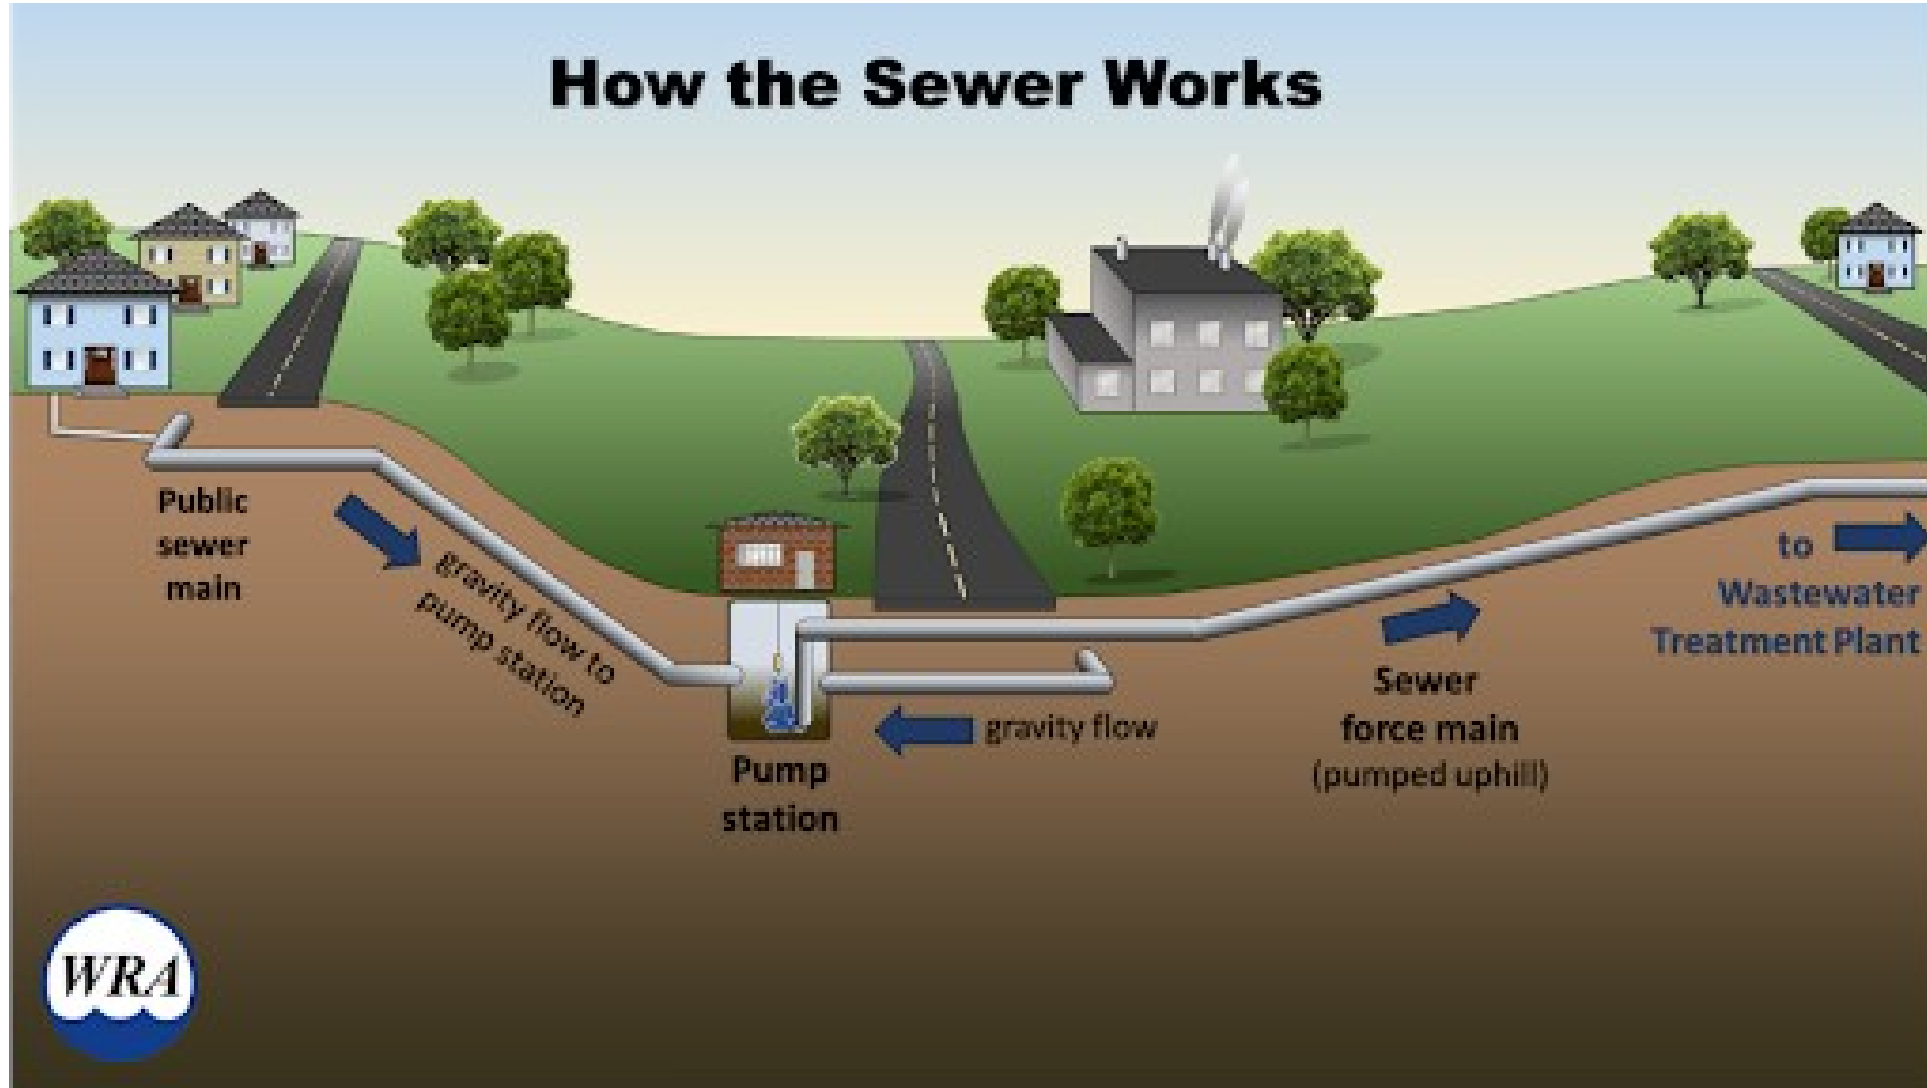 How the Sewer Works
Public
sewer
main
gravity flow to
pump station
Pump
station
gravity flow
Sewer
force main
(pumped uphill)
to
Wastewater
Treatment Plant
WRA